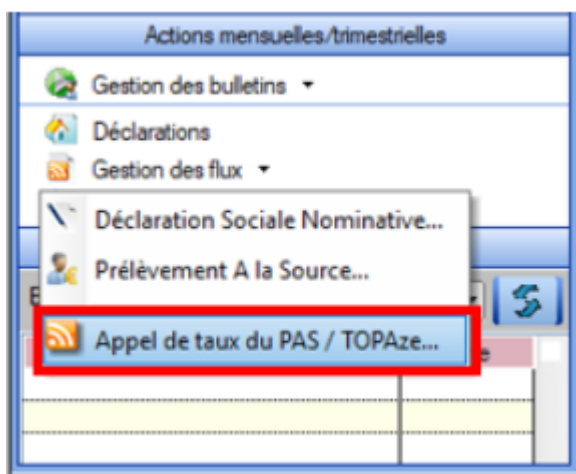 Actions mensuelles/trimestrielles
Gestion des bulletins
Déclarations
Gestion des flux
Déclaration Sociale Nominative...
Prélèvement A la Source...
Appel de taux du PAS / TOPAze...